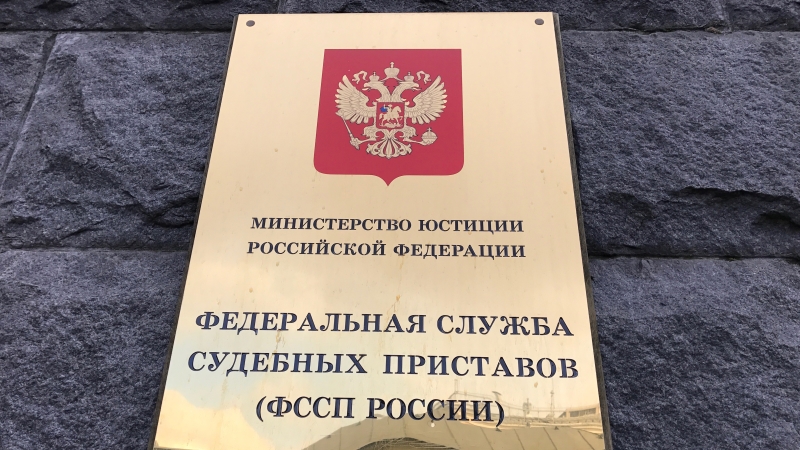 МИНИСТЕРСТВО ЮСТИЦИИ
РОССИЙСКОЙ ФЕДЕРАЦИИ
ФЕДЕРАЛЬНАЯ СЛУЖБА
СУДЕБНЫХ ПРИСТАВОВ
(ФССП РОССИИ)